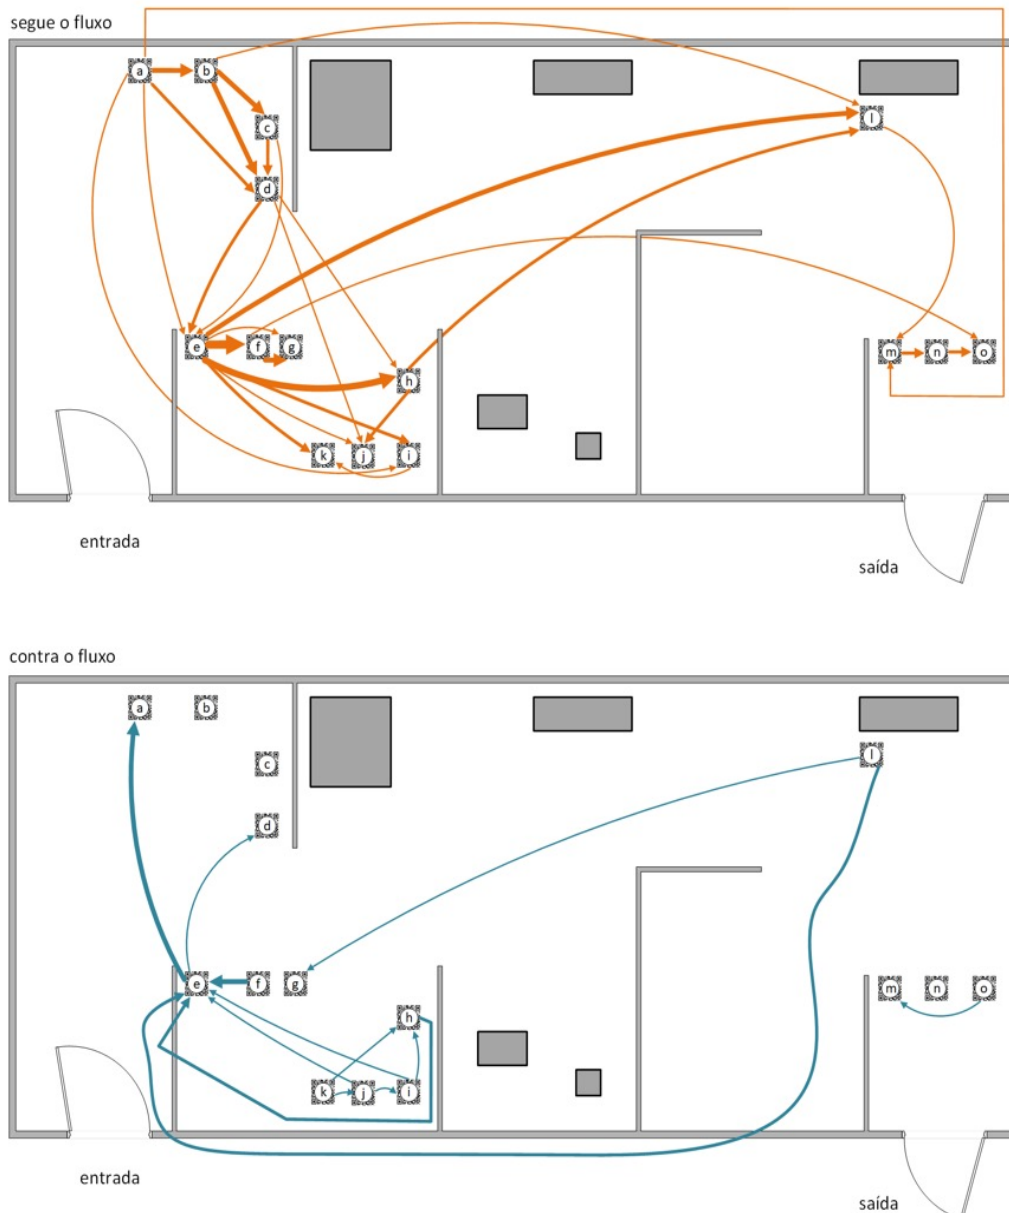 segue o fluxo
a
b
c
l
d
e
f
g
m
n
o
h
k
j
i
entrada
saída
contra o fluxo
a
b
c
l
d
e
f
g
m
n
o
h
k
j
i
entrada
saída